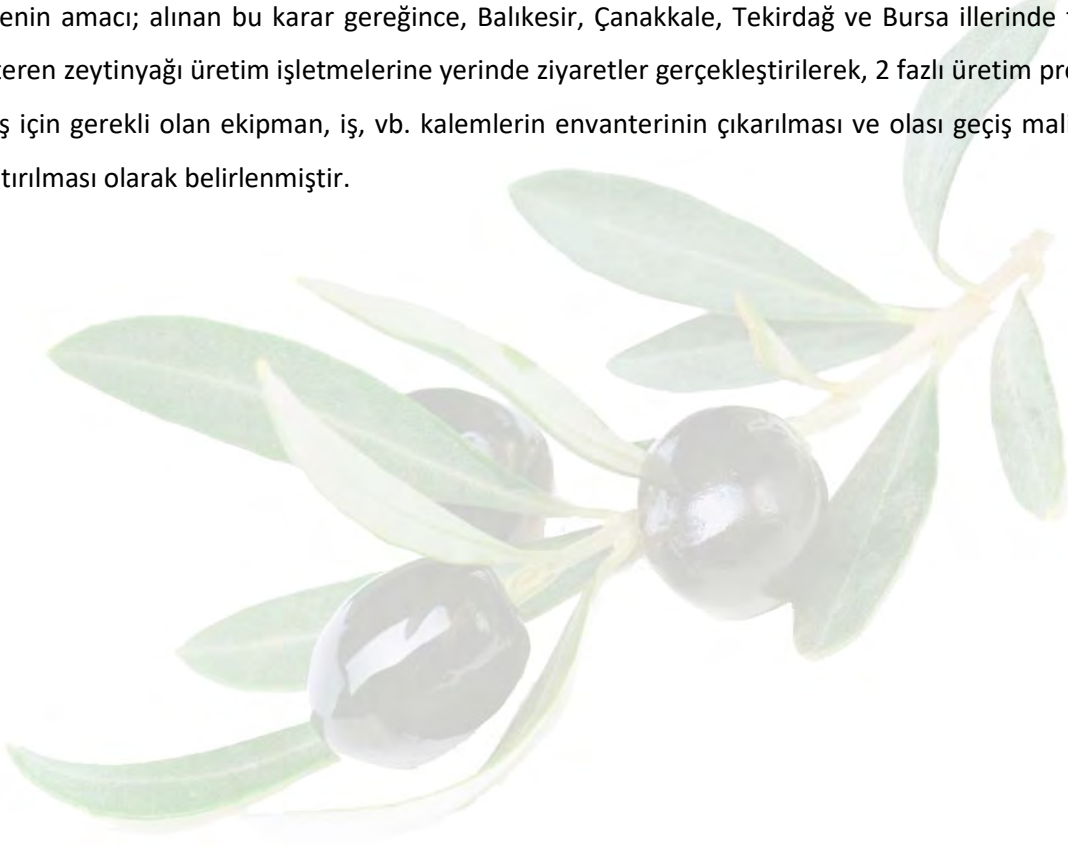 enin amacı; alınan bu karar gereğince, Balıkesir, Çanakkale, Tekirdağ ve Bursa illerinde
teren zeytinyağı üretim işletmelerine yerinde ziyaretler gerçekleştirilerek, 2 fazlı üretim
ş için gerekli olan ekipman, iş, vb. kalemlerin envanterinin çıkarılması ve olası geçiş
tırılması olarak belirlenmiştir.